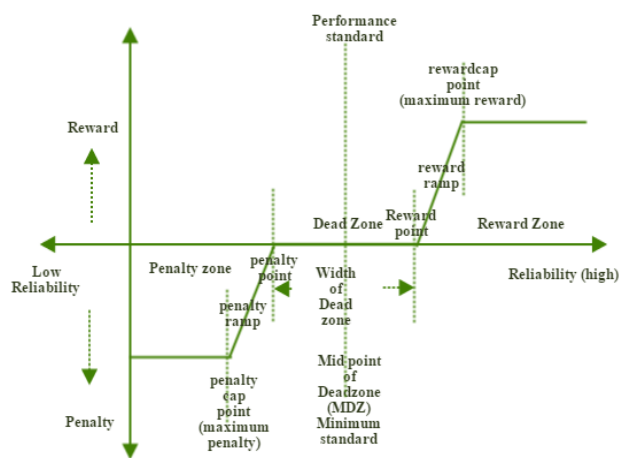 Performance
standard
rewardcap
point
(maximum reward)
Reward
reward
ramp
Dead Zone
Reward
point
Reward Zone
Low
Reliability
Penalty zone
penalty
point
Width
of
Dead
zone
Reliability (high)
penalty
ramp
Mid point
of
Deadzone
(MDZ)
Minimum
standard
penalty
cap
point
(maximum
penalty)
Penalty